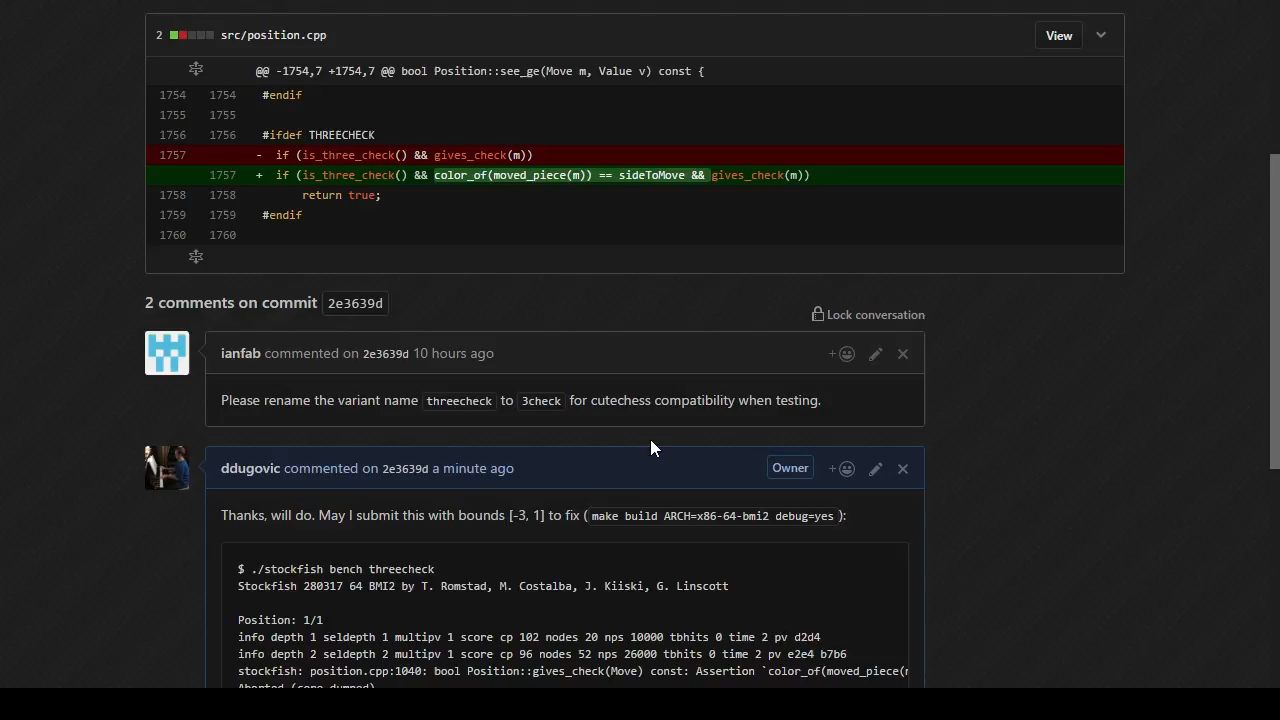 2 src/position.cpp View
@@ -1754,7 +1754,7 @@ bool Position::see_ge(Move m, Value v) const {
1754 1754 #endif
1755 1755
1756 1756 #ifdef THREECHECK
1757 - if (is_three_check() && gives_check(m))
1757 + if (is_three_check() && color_of(moved_piece(m)) == sideToMove && gives_check(m))
1758 1758 return true;
1759 1759 #endif
1760 1760
2 comments on commit 2e3639d
Lock conversation
ianfab commented on 2e3639d 10 hours ago
Please rename the variant name threecheck to 3check for cutechess compatibility when testing.
ddugovic commented on 2e3639d a minute ago Owner
Thanks, will do. May I submit this with bounds [-3, 1] to fix ( make build ARCH=x86-64-bmi2 debug=yes ):
$ ./stockfish bench threecheck
Stockfish 280317 64 BMI2 by T. Romstad, M. Costalba, J. Kiiski, G. Linscott
Position: 1/1
info depth 1 seldepth 1 multipv 1 score cp 102 nodes 20 nps 10000 tbhits 0 time 2 pv d2d4
info depth 2 seldepth 2 multipv 1 score cp 96 nodes 52 nps 26000 tbhits 0 time 2 pv e2e4 b7b6
stockfish: position.cpp:1040: bool Position::gives_check(Move) const: Assertion `color_of(moved_piece(
Aborted (core dumped)